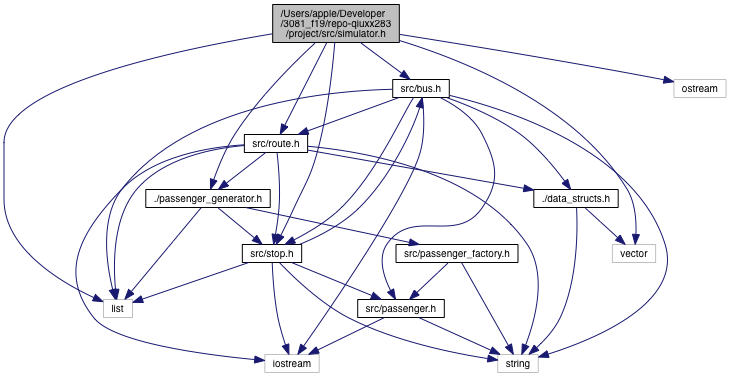 /Users/apple/Developer
/3081_f19/repo-qiuxx283
/project/src/simulator.h
src/bus.h
ostream
src/route.h
./passenger_generator.h
./data_structs.h
src/stop.h
src/passenger_factory.h
vector
list
src/passenger.h
iostream
string